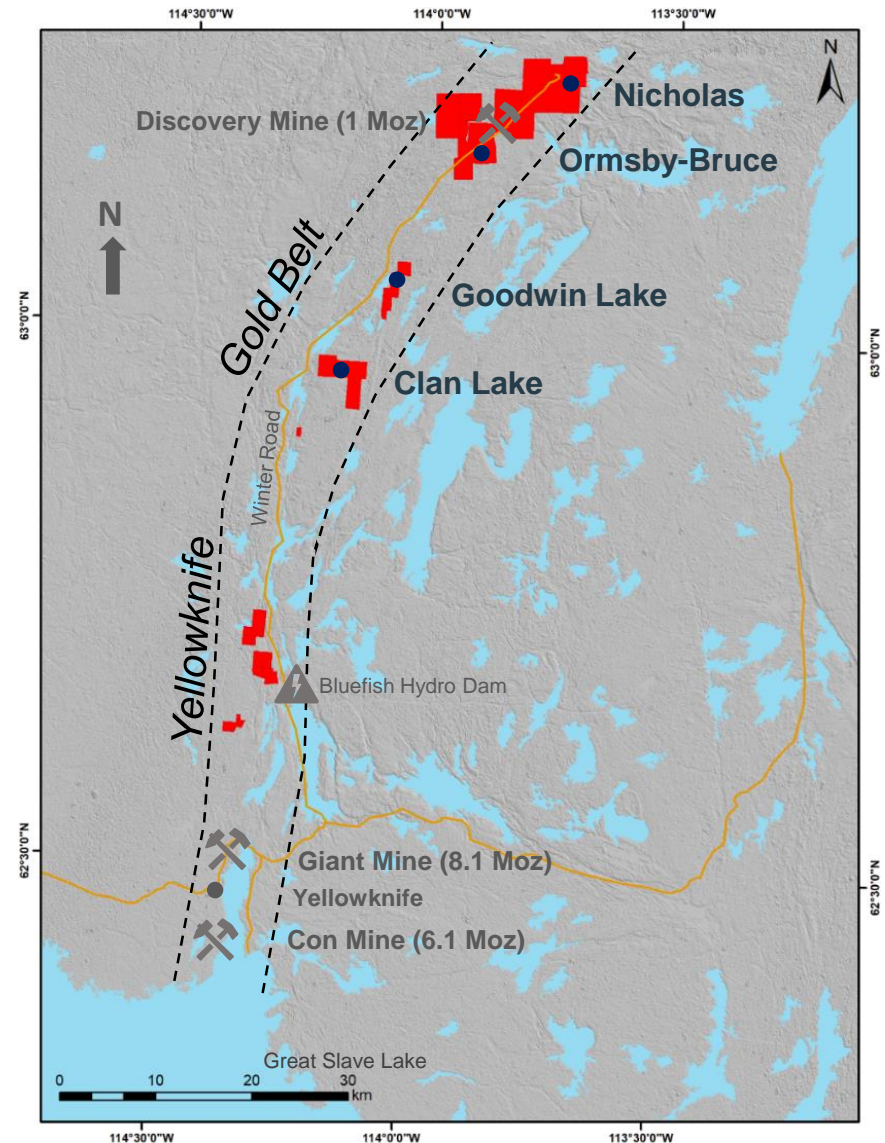 114°30'0"W
114°0'0"W
113°30'0"W
N
Nicholas
Discovery Mine (1 Moz)
Ormsby-Bruce
N
Gold Belt
Goodwin Lake
63°0'0"N
63°0'0"N
Clan Lake
Winter Road
Yellowknife
Bluefish Hydro Dam
62°30'0"N
Giant Mine (8.1 Moz)
62°30'0"N
Yellowknife
Con Mine (6.1 Moz)
Great Slave Lake
0 10 20 30
km
114°30'0"W
114°0'0"W
113°30'0"W